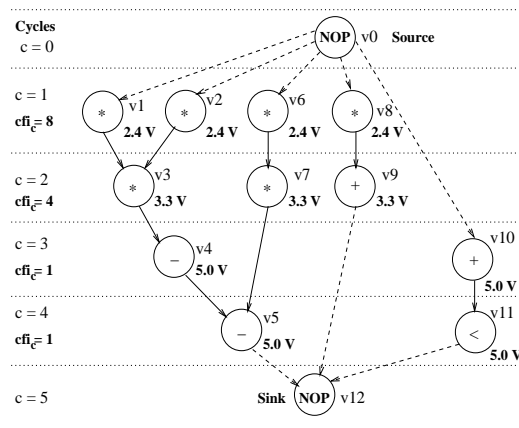 Cycles
c = 0
NOP v0 Source
c = 1
cfi_c = 8
* v1 2.4 V
* v2 2.4 V
* v6 2.4 V
* v8 2.4 V
c = 2
cfi_c = 4
* v3 3.3 V
* v7 3.3 V
+ v9 3.3 V
c = 3
cfi_c = 1
− v4 5.0 V
+ v10 5.0 V
c = 4
cfi_c = 1
− v5 5.0 V
< v11 5.0 V
c = 5
Sink NOP v12